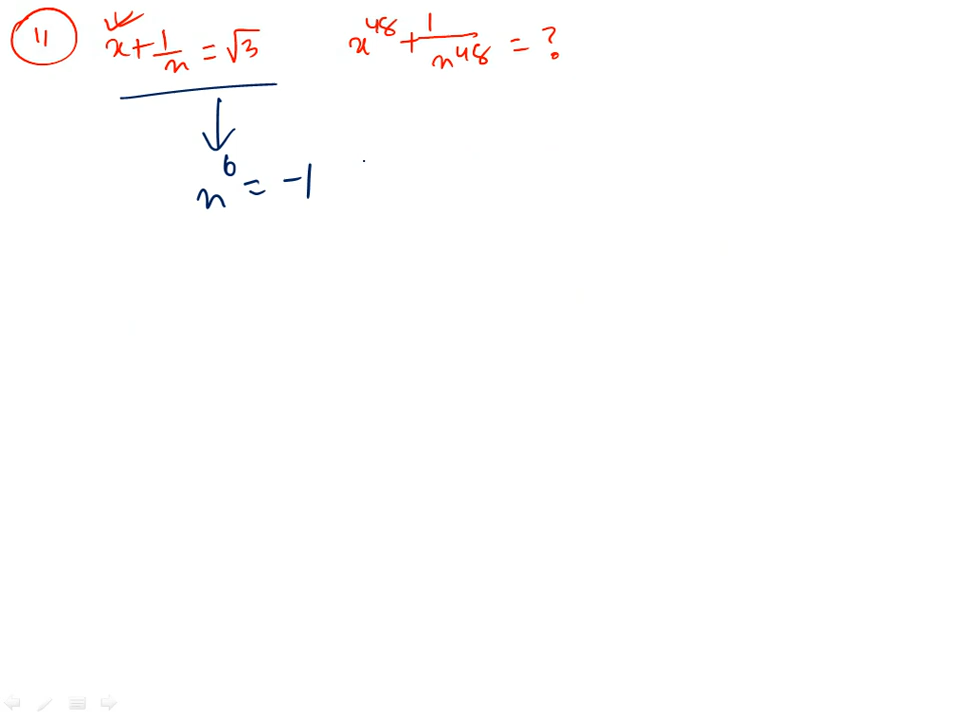 11 x + 1/x = √3 x^48 + 1/x^48 = ?
x^6 = -1